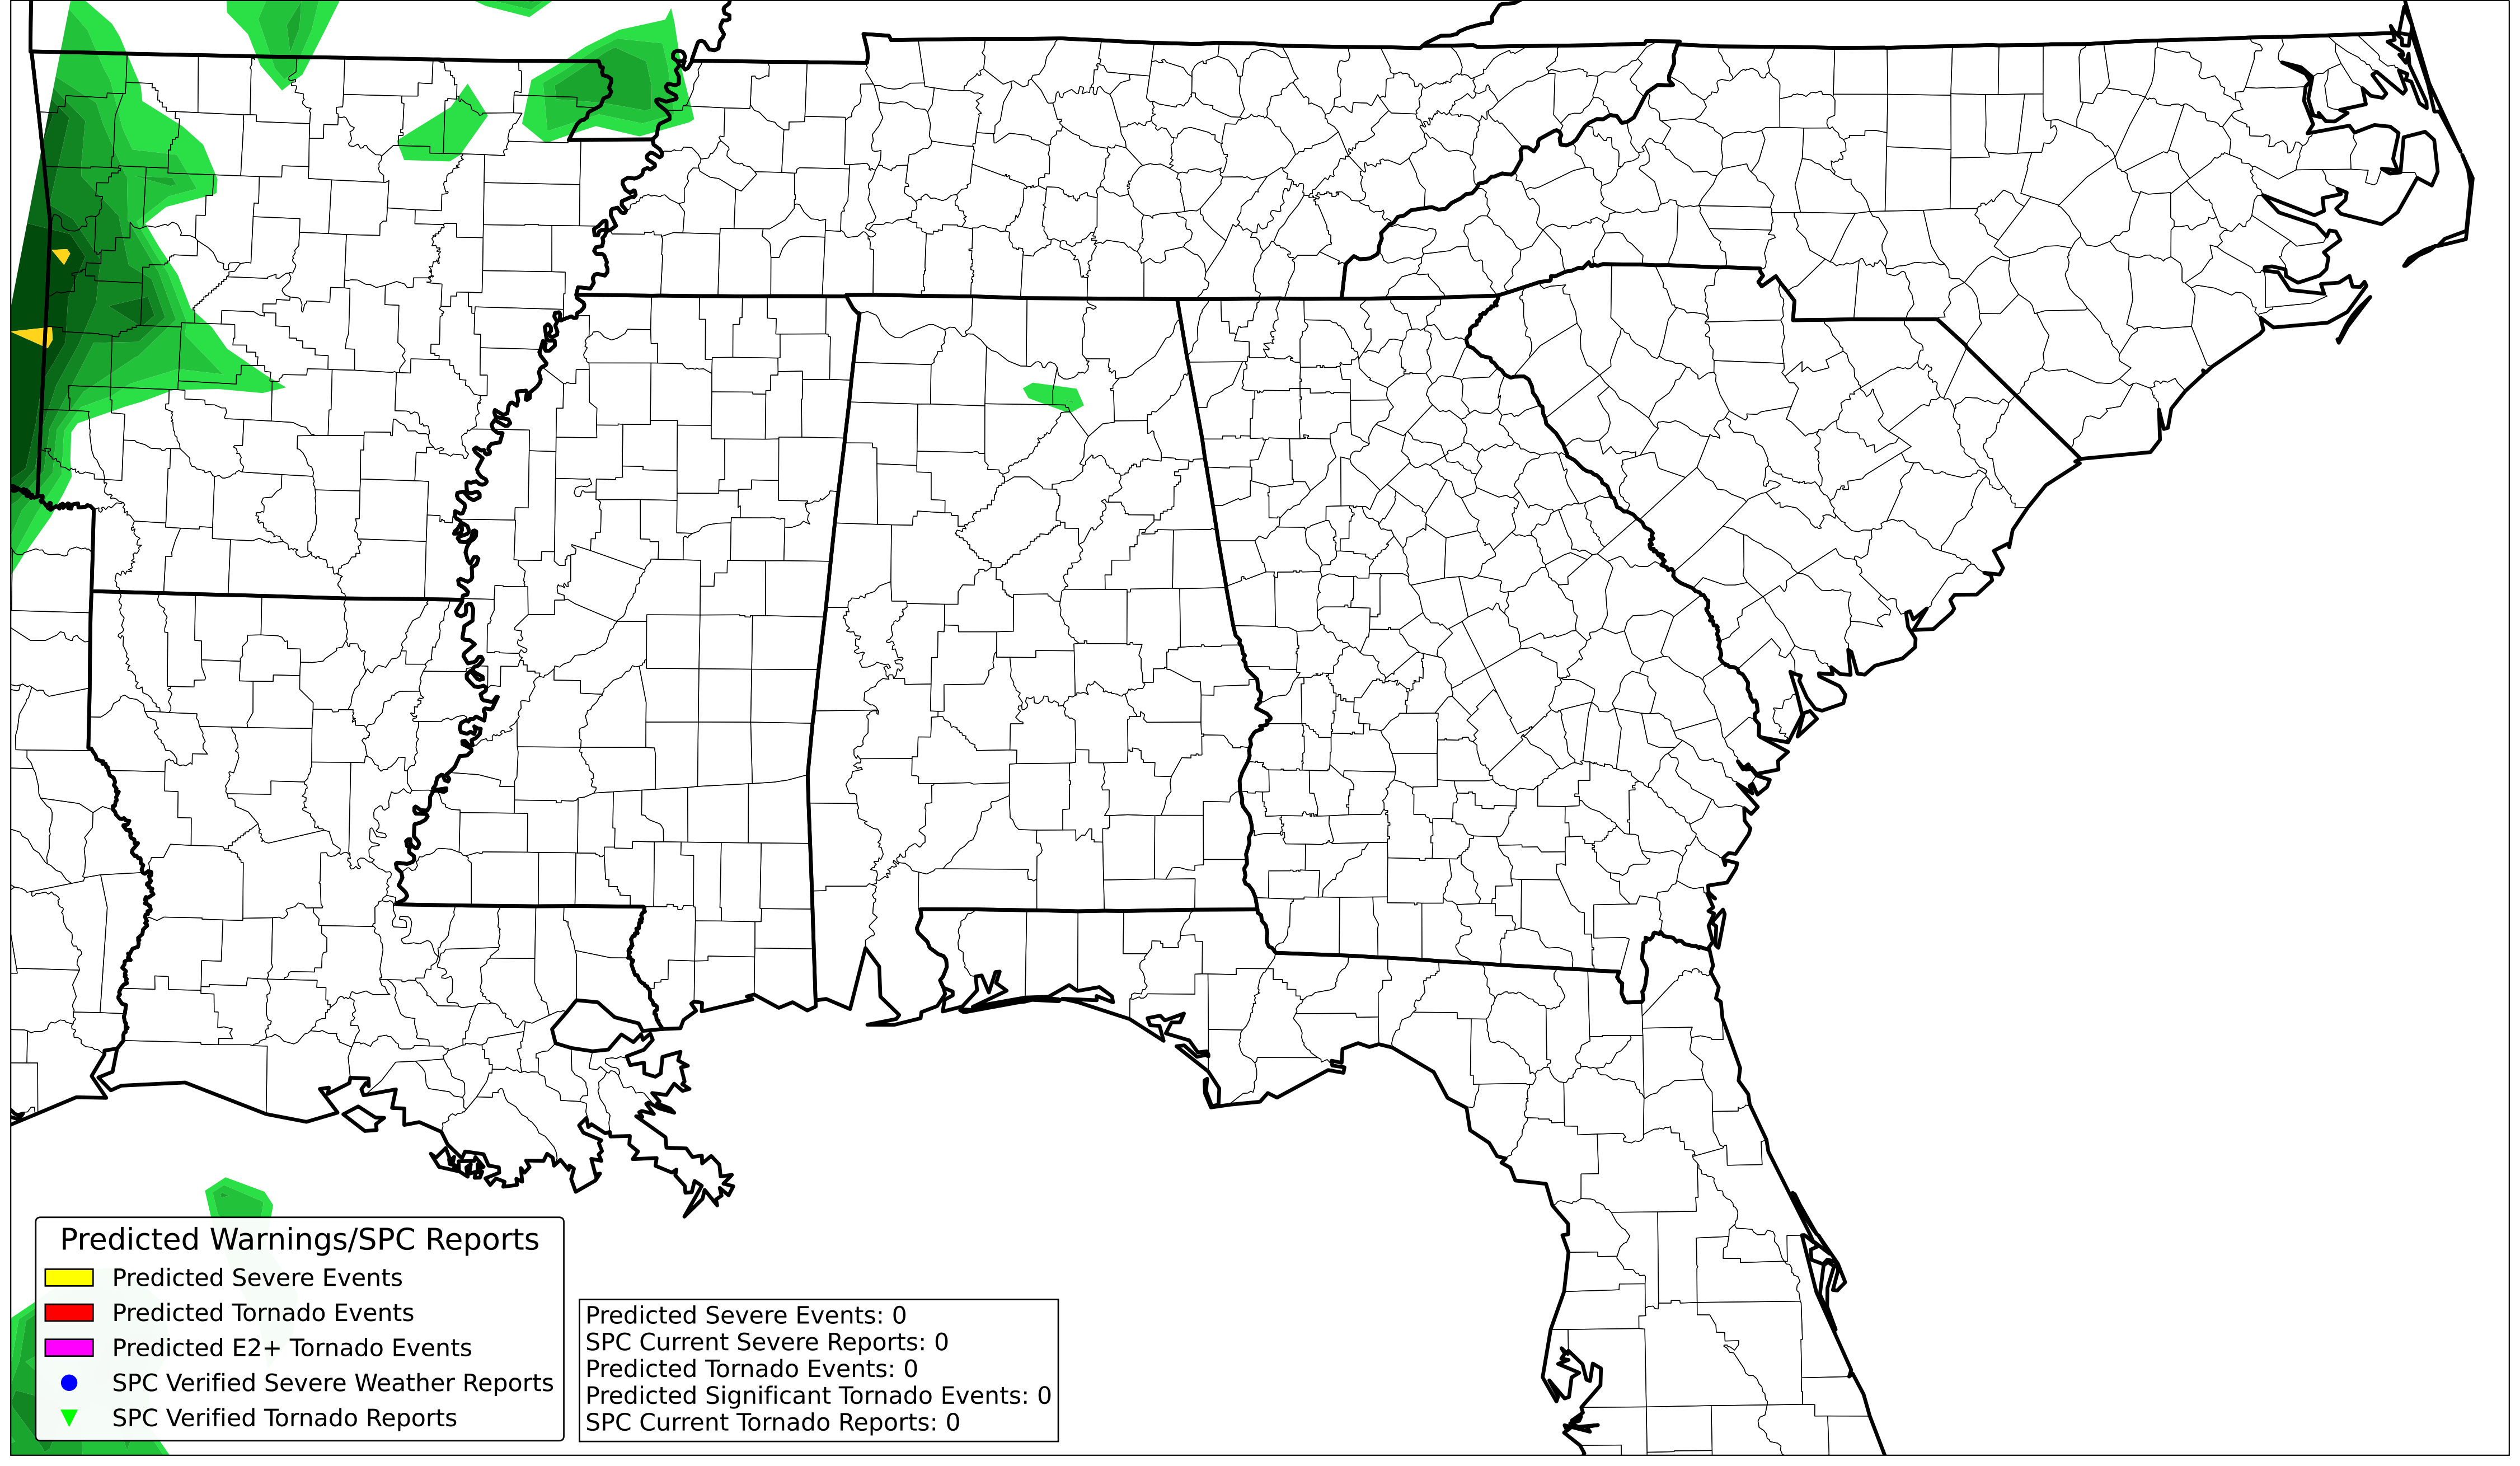 Predicted Warnings/SPC Reports
Predicted Severe Events
Predicted Tornado Events
Predicted E2+ Tornado Events
SPC Verified Severe Weather Reports
SPC Verified Tornado Reports
Predicted Severe Events: 0
SPC Current Severe Reports: 0
Predicted Tornado Events: 0
Predicted Significant Tornado Events: 0
SPC Current Tornado Reports: 0